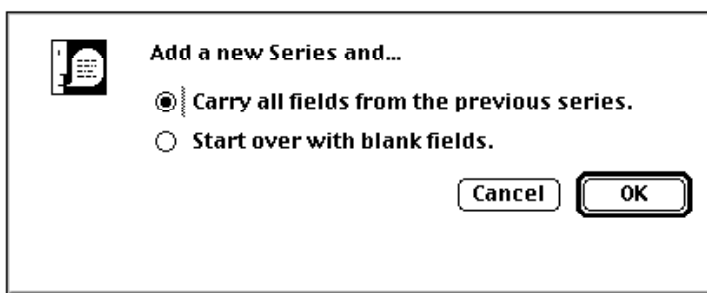 Add a new Series and...
Carry all fields from the previous series.
Start over with blank fields.
Cancel OK